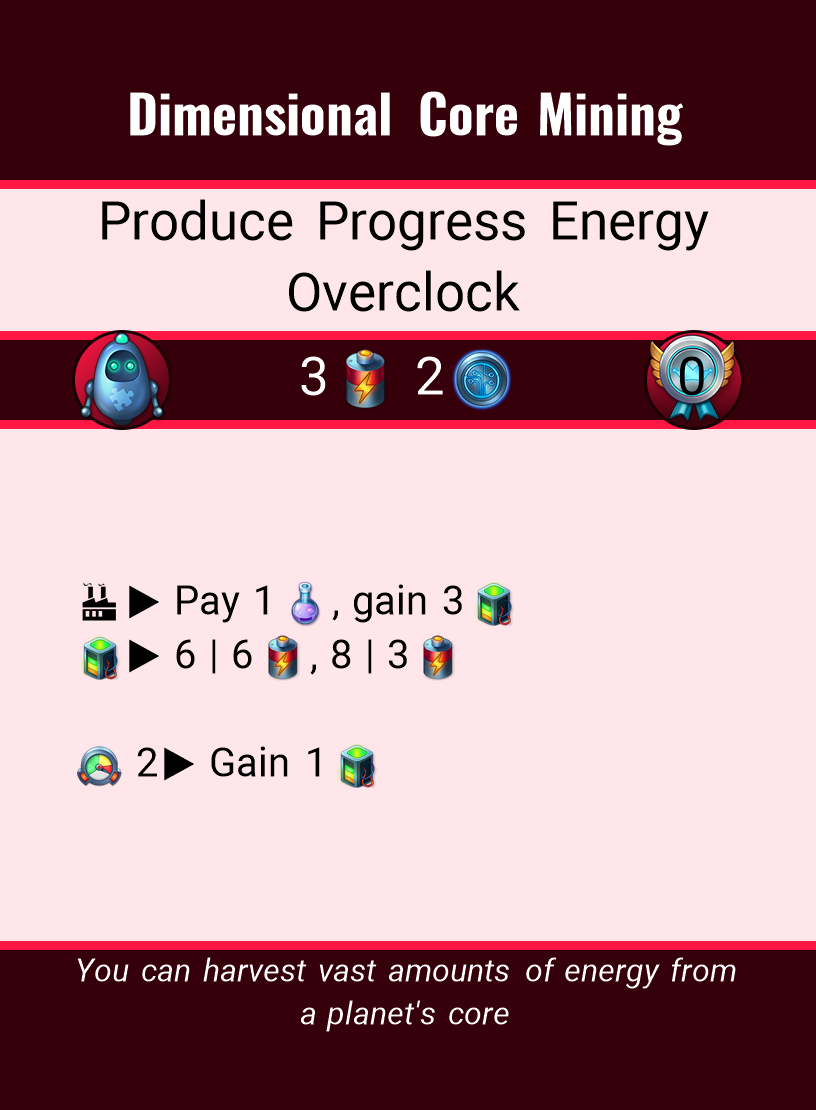 Dimensional Core Mining
Produce Progress Energy
Overclock
3 2 0
▶ Pay 1 , gain 3
▶ 6 | 6 , 8 | 3
2▶ Gain 1
You can harvest vast amounts of energy from
a planet's core